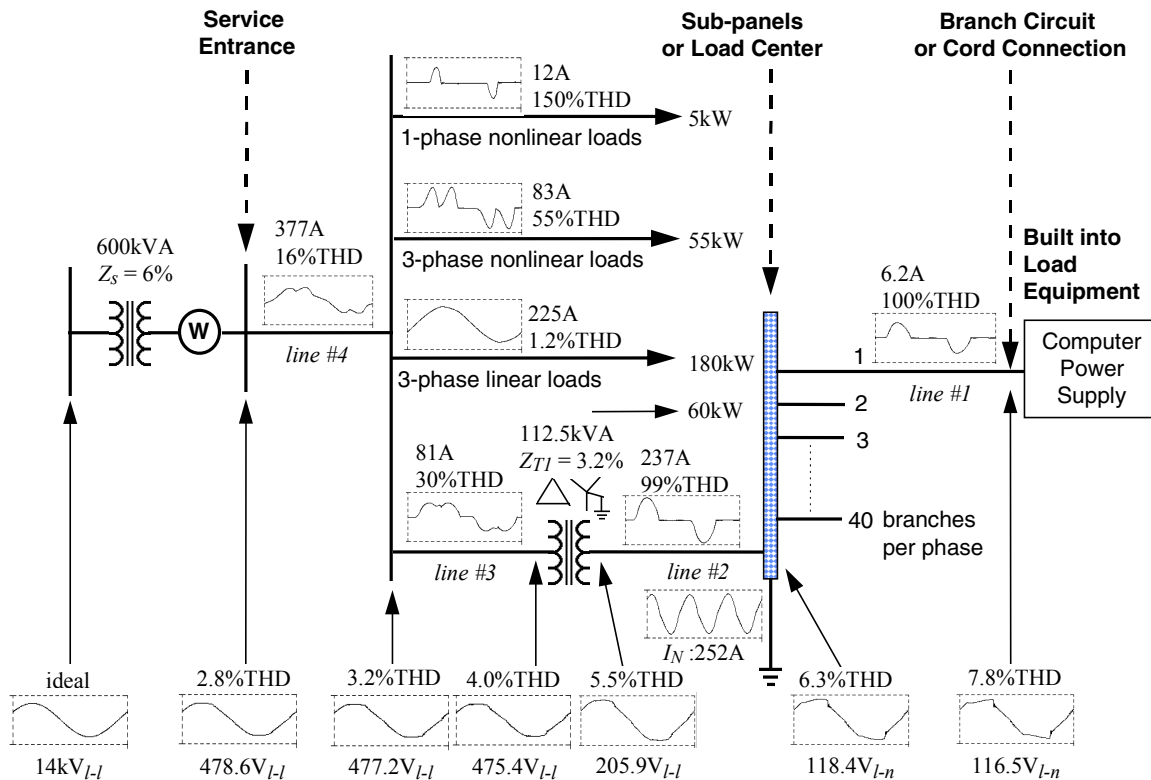 Service
Entrance
Sub-panels
or Load Center
Branch Circuit
or Cord Connection
12A
150%THD
5kW
1-phase nonlinear loads
83A
55%THD
55kW
3-phase nonlinear loads
600kVA
Zs = 6%
W
377A
16%THD
line #4
225A
1.2%THD
180kW
3-phase linear loads
60kW
Built into
Load
Equipment
6.2A
100%THD
1
line #1
Computer
Power
Supply
2
3
40 branches
per phase
81A
30%THD
line #3
112.5kVA
ZT1 = 3.2%
237A
99%THD
line #2
IN :252A
ideal
14kVl-l
2.8%THD
478.6Vl-l
3.2%THD
477.2Vl-l
4.0%THD
475.4Vl-l
5.5%THD
205.9Vl-l
6.3%THD
118.4Vl-n
7.8%THD
116.5Vl-n